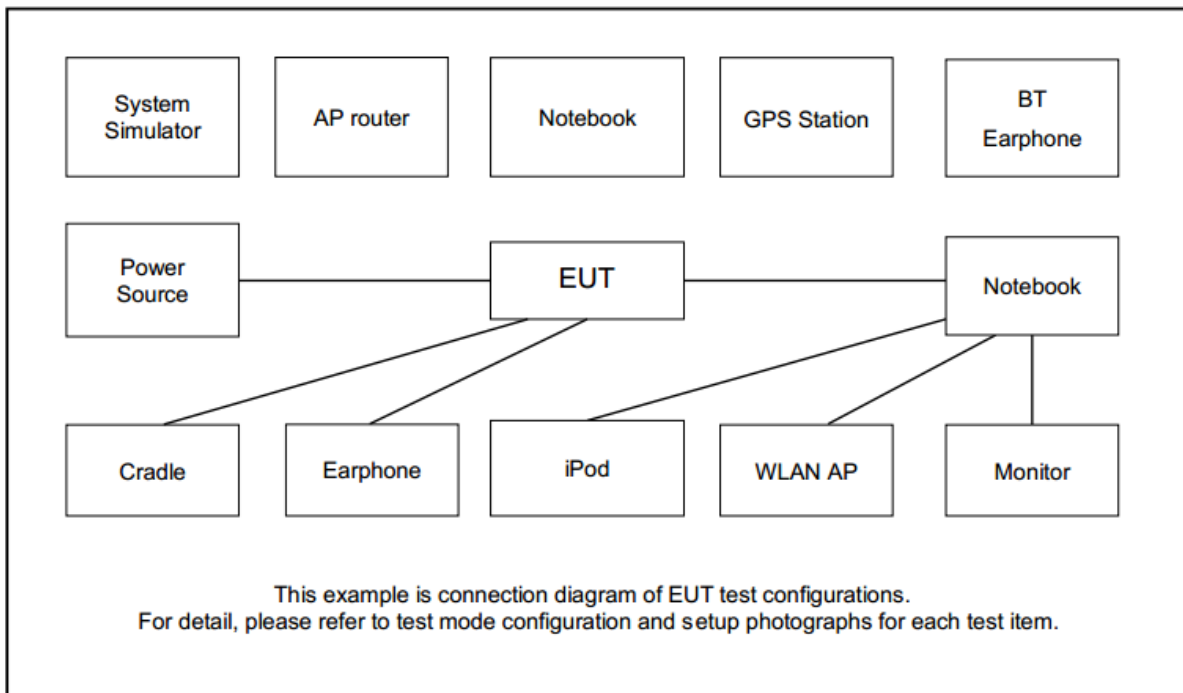 System
Simulator
AP router
Notebook
GPS Station
BT
Earphone
Power
Source
EUT
Notebook
Cradle
Earphone
iPod
WLAN AP
Monitor
This example is connection diagram of EUT test configurations.
For detail, please refer to test mode configuration and setup photographs for each test item.